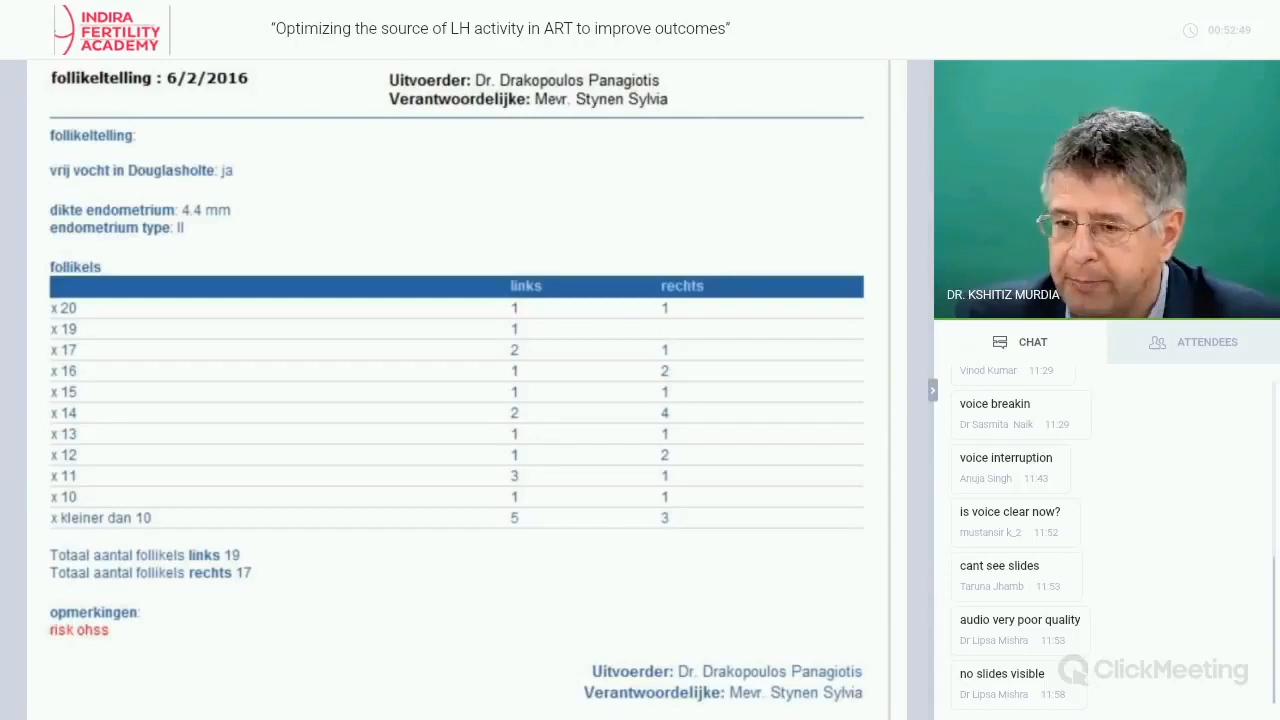 INDIRA
FERTILITY
ACADEMY
“Optimizing the source of LH activity in ART to improve outcomes”
00:52:49
follikeltelling : 6/2/2016
Uitvoerder: Dr. Drakopoulos Panagiotis
Verantwoordelijke: Mevr. Stynen Sylvia
follikeltelling:
vrij vocht in Douglasholte: ja
dikte endometrium: 4.4 mm
endometrium type: II
follikels
links rechts
x 20 1 1
x 19 1
x 17 2 1
x 16 1 2
x 15 1 1
x 14 2 4
x 13 1 1
x 12 1 2
x 11 3 1
x 10 1 1
x kleiner dan 10 5 3
Totaal aantal follikels links 19
Totaal aantal follikels rechts 17
opmerkingen:
risk ohss
Uitvoerder: Dr. Drakopoulos Panagiotis
Verantwoordelijke: Mevr. Stynen Sylvia
DR. KSHITIZ MURDIA
CHAT
ATTENDEES
Vinod Kumar 11:29
voice breakin
Dr Sasmita Naik 11:29
voice interruption
Anuja Singh 11:43
is voice clear now?
mustansir k_2 11:52
cant see slides
Taruna Jhamb 11:53
audio very poor quality
Dr Lipsa Mishra 11:53
no slides visible
Dr Lipsa Mishra 11:58
ClickMeeting